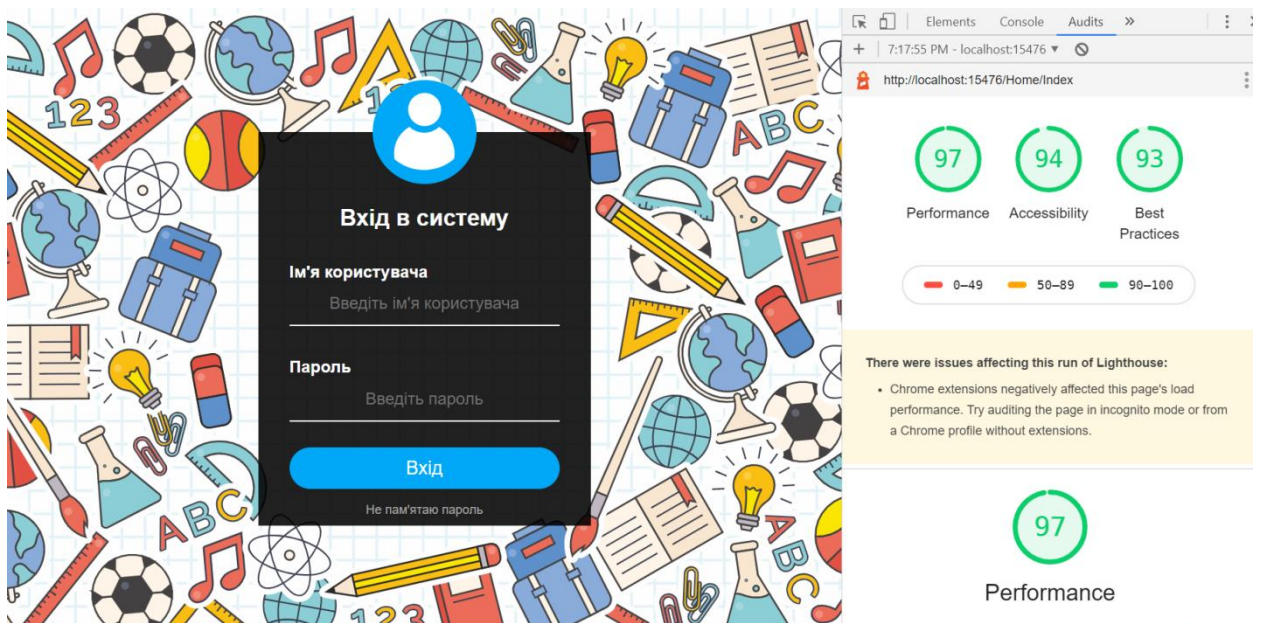 Вхід в систему
Ім'я користувача
Введіть ім'я користувача
Пароль
Введіть пароль
Вхід
Не пам'ятаю пароль
123
ABC
ABC
123
ABC
Elements Console Audits »
+ 7:17:55 PM - localhost:15476 ▼
http://localhost:15476/Home/Index
97 94 93
Performance Accessibility Best
Practices
0–49 50–89 90–100
There were issues affecting this run of Lighthouse:
• Chrome extensions negatively affected this page's load
performance. Try auditing the page in incognito mode or from
a Chrome profile without extensions.
97
Performance